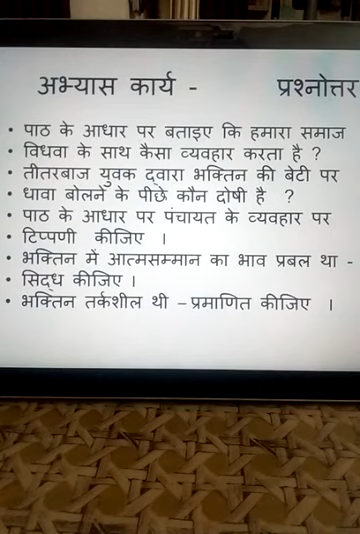 अभ्यास कार्य - प्रश्नोत्तर
• पाठ के आधार पर बताइए कि हमारा समाज
• विधवा के साथ कैसा व्यवहार करता है ?
• तीतरबाज युवक द्वारा भक्तिन की बेटी पर
• धावा बोलने के पीछे कौन दोषी है ?
• पाठ के आधार पर पंचायत के व्यवहार पर
• टिप्पणी कीजिए ।
• भक्तिन में आत्मसम्मान का भाव प्रबल था -
• सिद्ध कीजिए ।
• भक्तिन तर्कशील थी – प्रमाणित कीजिए ।